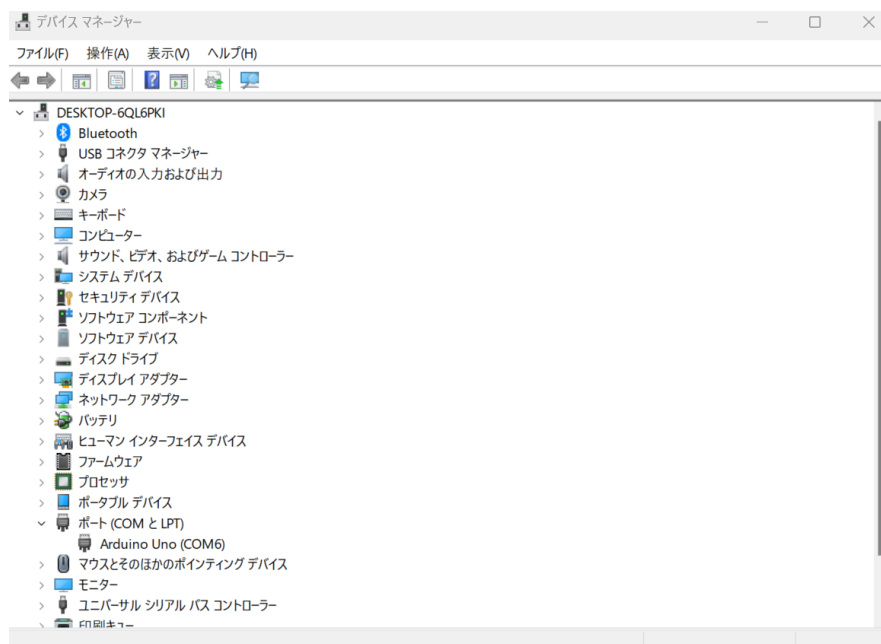 デバイス マネージャー
ファイル(F) 操作(A) 表示(V) ヘルプ(H)
DESKTOP-6QL6PKI
Bluetooth
USB コネクタ マネージャー
オーディオの入力および出力
カメラ
キーボード
コンピューター
サウンド、ビデオ、およびゲーム コントローラー
システム デバイス
セキュリティ デバイス
ソフトウェア コンポーネント
ソフトウェア デバイス
ディスク ドライブ
ディスプレイ アダプター
ネットワーク アダプター
バッテリ
ヒューマン インターフェイス デバイス
ファームウェア
プロセッサ
ポータブル デバイス
ポート (COM と LPT)
Arduino Uno (COM6)
マウスとそのほかのポインティング デバイス
モニター
ユニバーサル シリアル バス コントローラー
印刷キュー